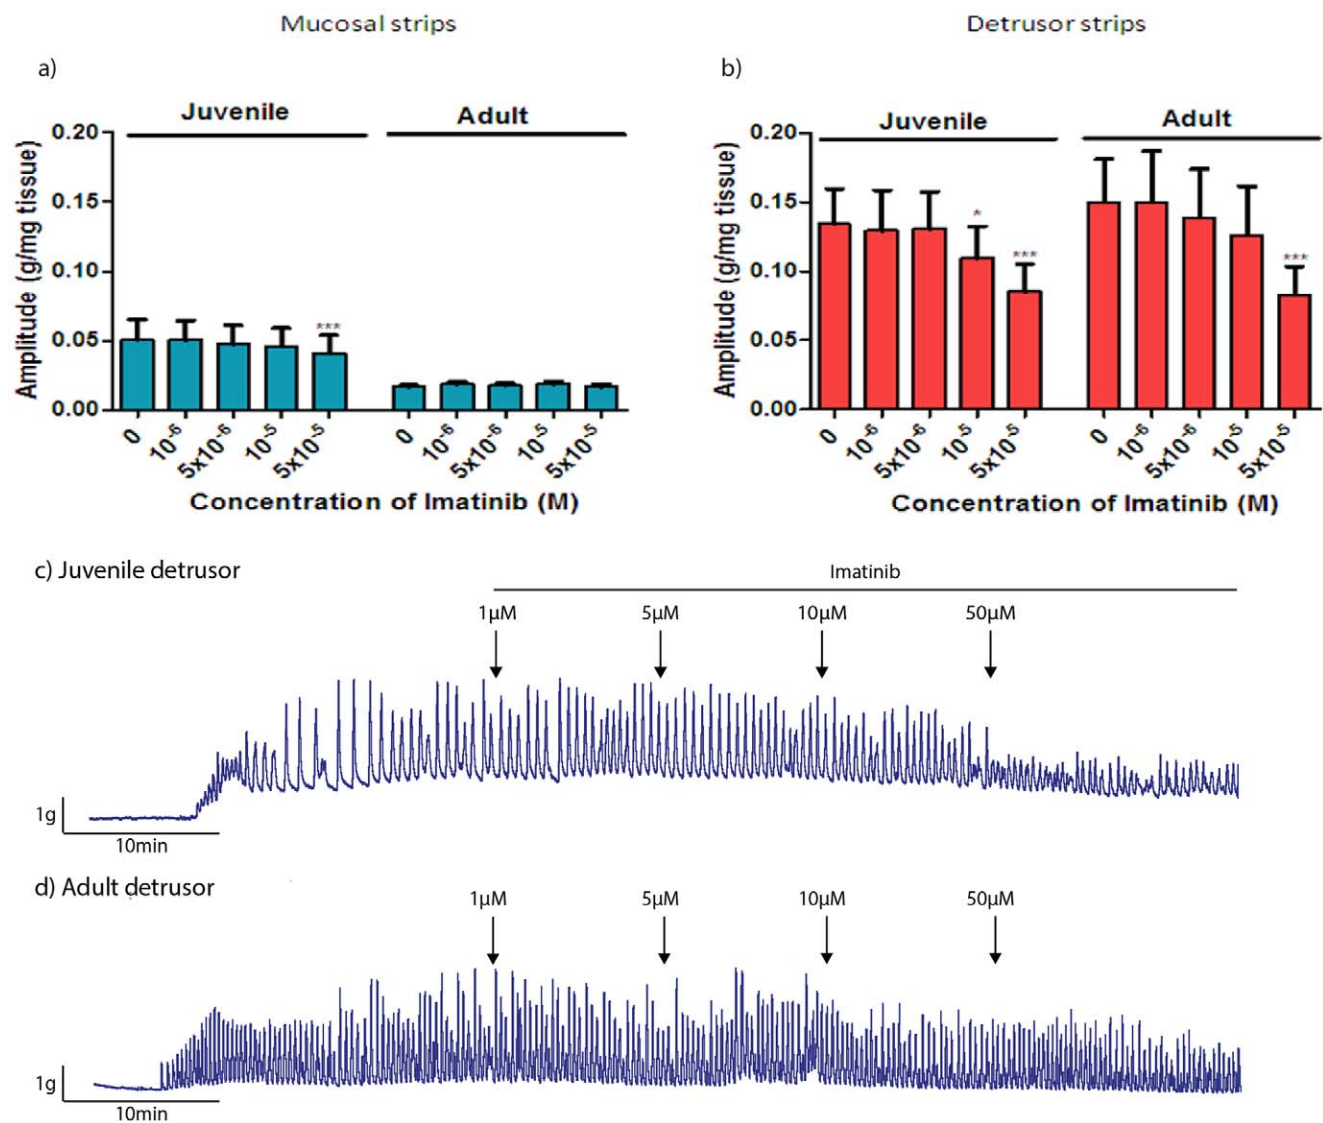 Mucosal strips
Detrusor strips
a)
Juvenile
Adult
0.20
0.15
0.10
0.05
0.00
Amplitude (g/mg tissue)
***
0
10⁻⁶
5x10⁻⁶
10⁻⁵
5x10⁻⁵
0
10⁻⁶
5x10⁻⁶
10⁻⁵
5x10⁻⁵
Concentration of Imatinib (M)
b)
Juvenile
Adult
0.20
0.15
0.10
0.05
0.00
Amplitude (g/mg tissue)
*
***
***
0
10⁻⁶
5x10⁻⁶
10⁻⁵
5x10⁻⁵
0
10⁻⁶
5x10⁻⁶
10⁻⁵
5x10⁻⁵
Concentration of Imatinib (M)
c) Juvenile detrusor
Imatinib
1µM 5µM 10µM 50µM
1g
10min
d) Adult detrusor
1µM 5µM 10µM 50µM
1g
10min